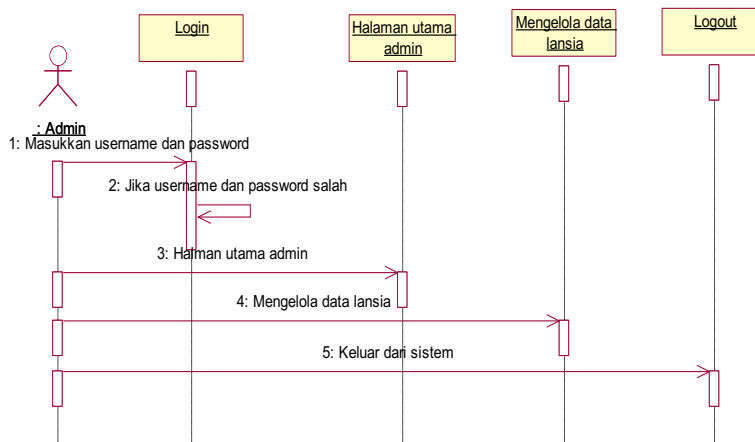 Login
Halaman utama
admin
Mengelola data
lansia
Logout
: Admin
1: Masukkan username dan password
2: Jika username dan password salah
3: Halman utama admin
4: Mengelola data lansia
5: Keluar dari sistem